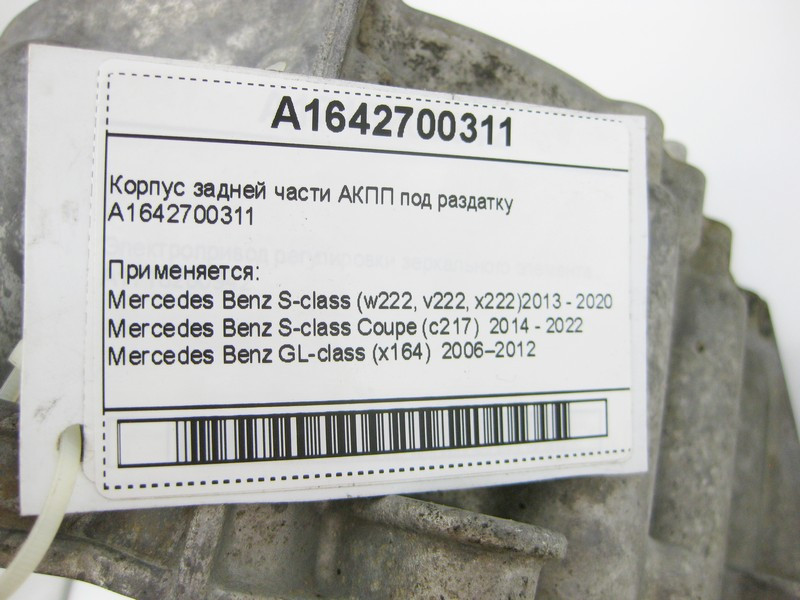 A1642700311
Корпус задней части АКПП под раздатку
A1642700311
Применяется:
Mercedes Benz S-class (w222, v222, x222)2013 - 2020
Mercedes Benz S-class Coupe (c217) 2014 - 2022
Mercedes Benz GL-class (x164) 2006–2012